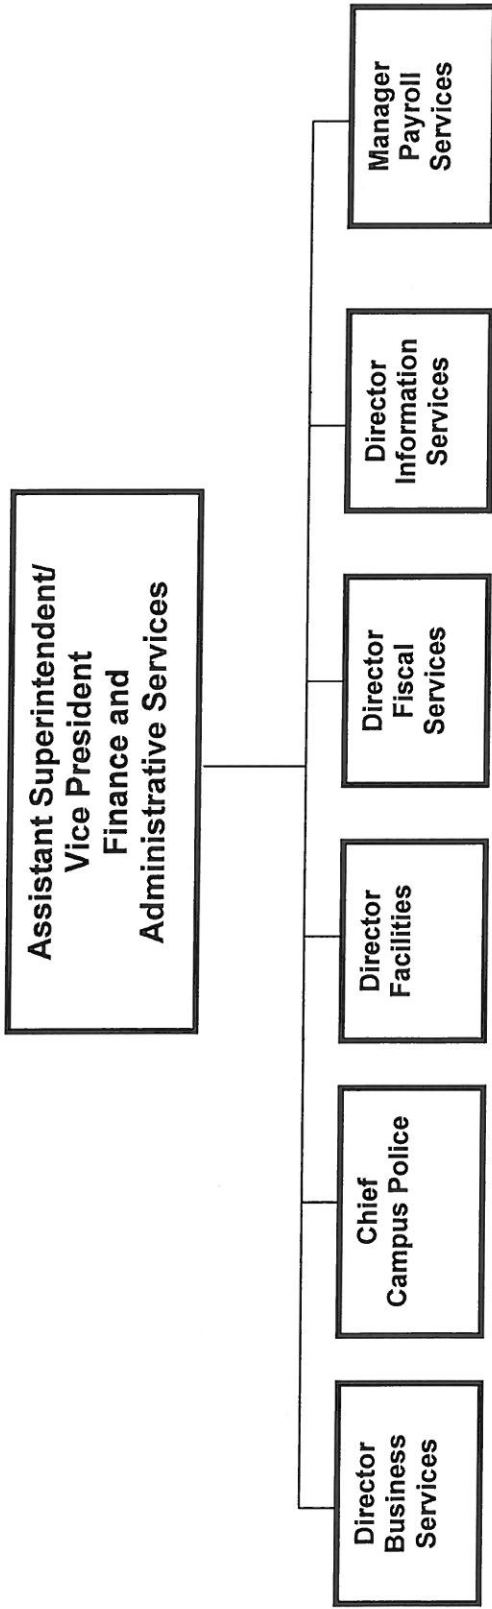 Assistant Superintendent/
Vice President
Finance and
Administrative Services
Director
Business
Services
Chief
Campus Police
Director
Facilities
Director
Fiscal
Services
Director
Information
Services
Manager
Payroll
Services